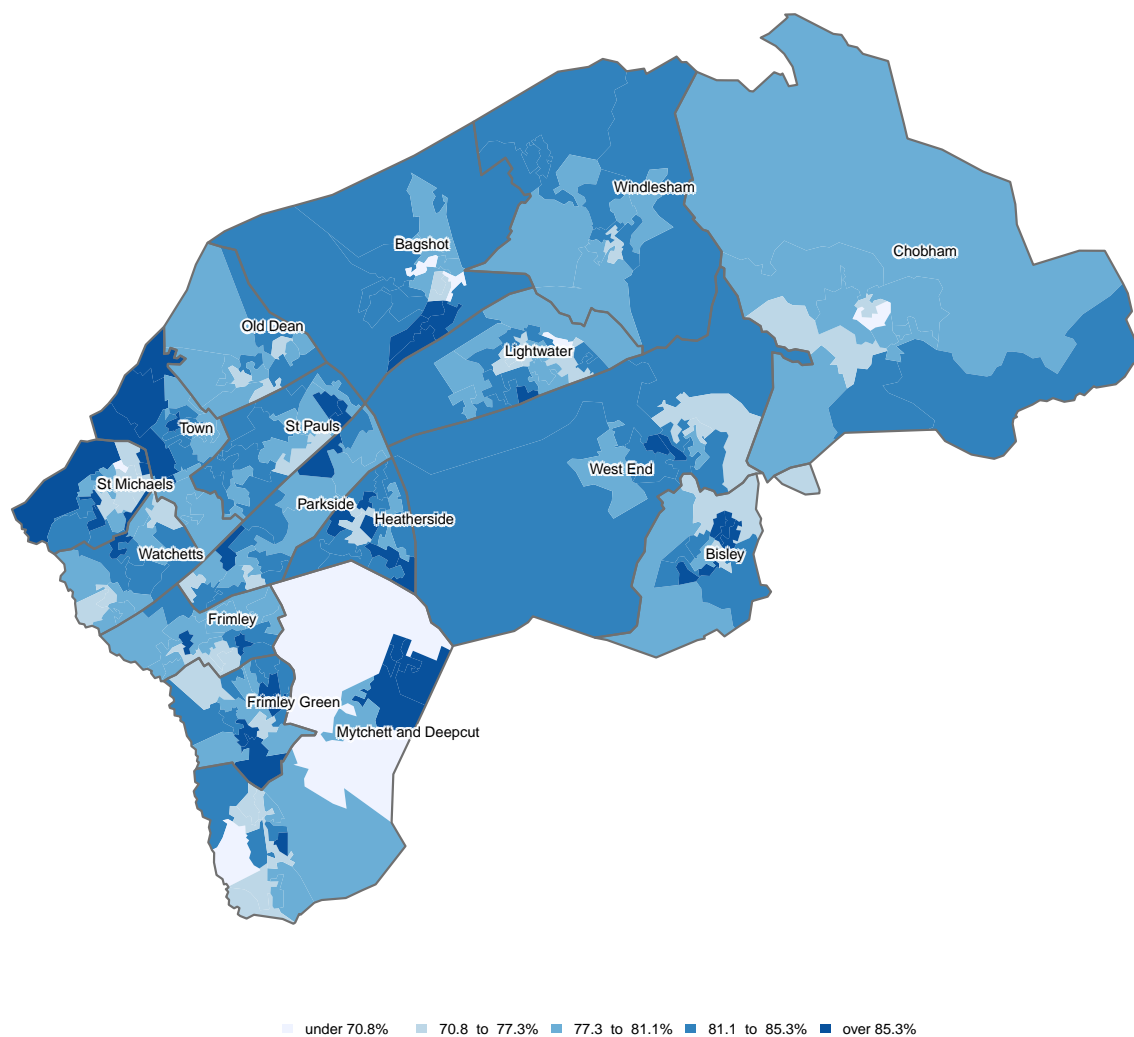 Windlesham
Bagshot
Chobham
Old Dean
Lightwater
Town
St Pauls
West End
St Michaels
Parkside
Heatherside
Watchetts
Bisley
Frimley
Frimley Green
Mytchett and Deepcut
under 70.8% 70.8 to 77.3% 77.3 to 81.1% 81.1 to 85.3% over 85.3%